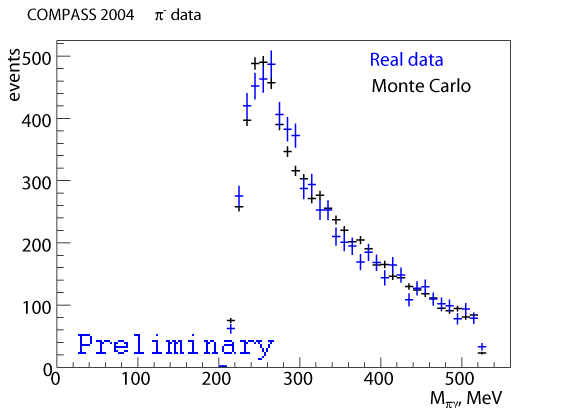 COMPASS 2004 π⁻ data
events
500
400
300
200
100
0
Real data
Monte Carlo
Preliminary
0 100 200 300 400 500
M_πγ, MeV